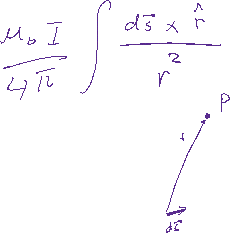 μ₀ I / 4π ∫ ds⃗ × r̂ / r²
P
r
ds⃗